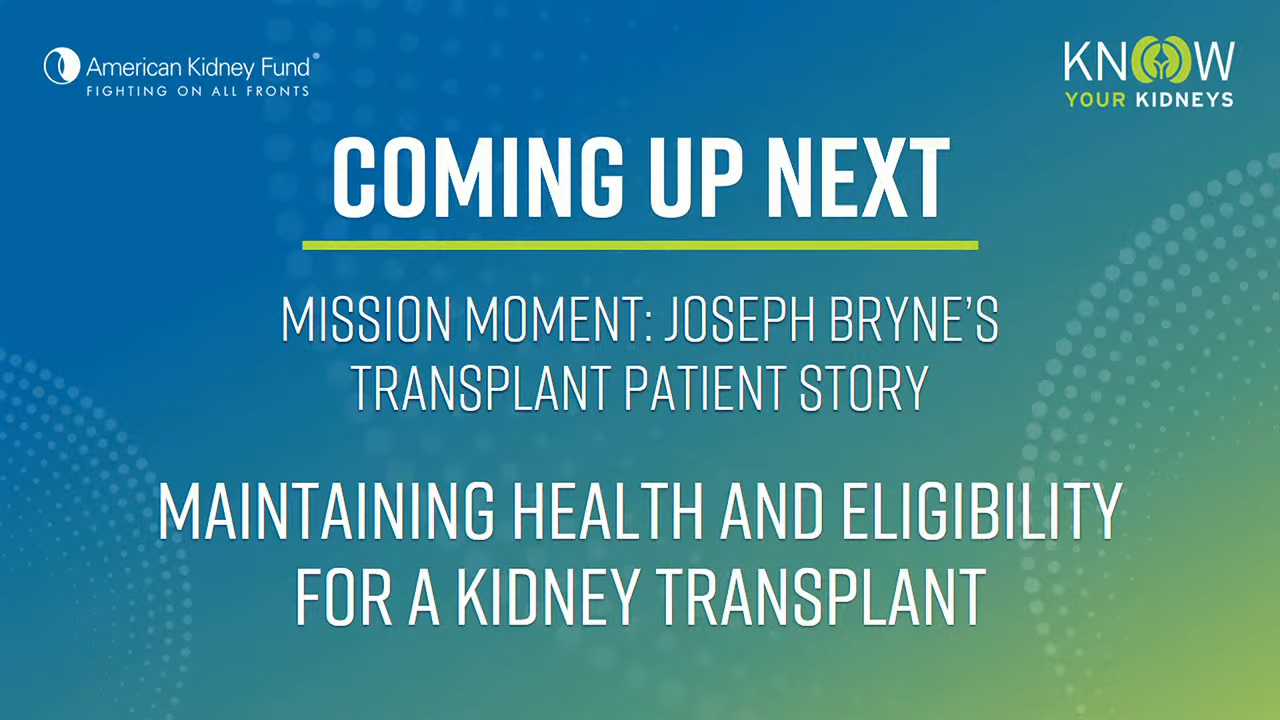 American Kidney Fund®
FIGHTING ON ALL FRONTS
KNOW
YOUR KIDNEYS
COMING UP NEXT
MISSION MOMENT: JOSEPH BRYNE'S
TRANSPLANT PATIENT STORY
MAINTAINING HEALTH AND ELIGIBILITY
FOR A KIDNEY TRANSPLANT